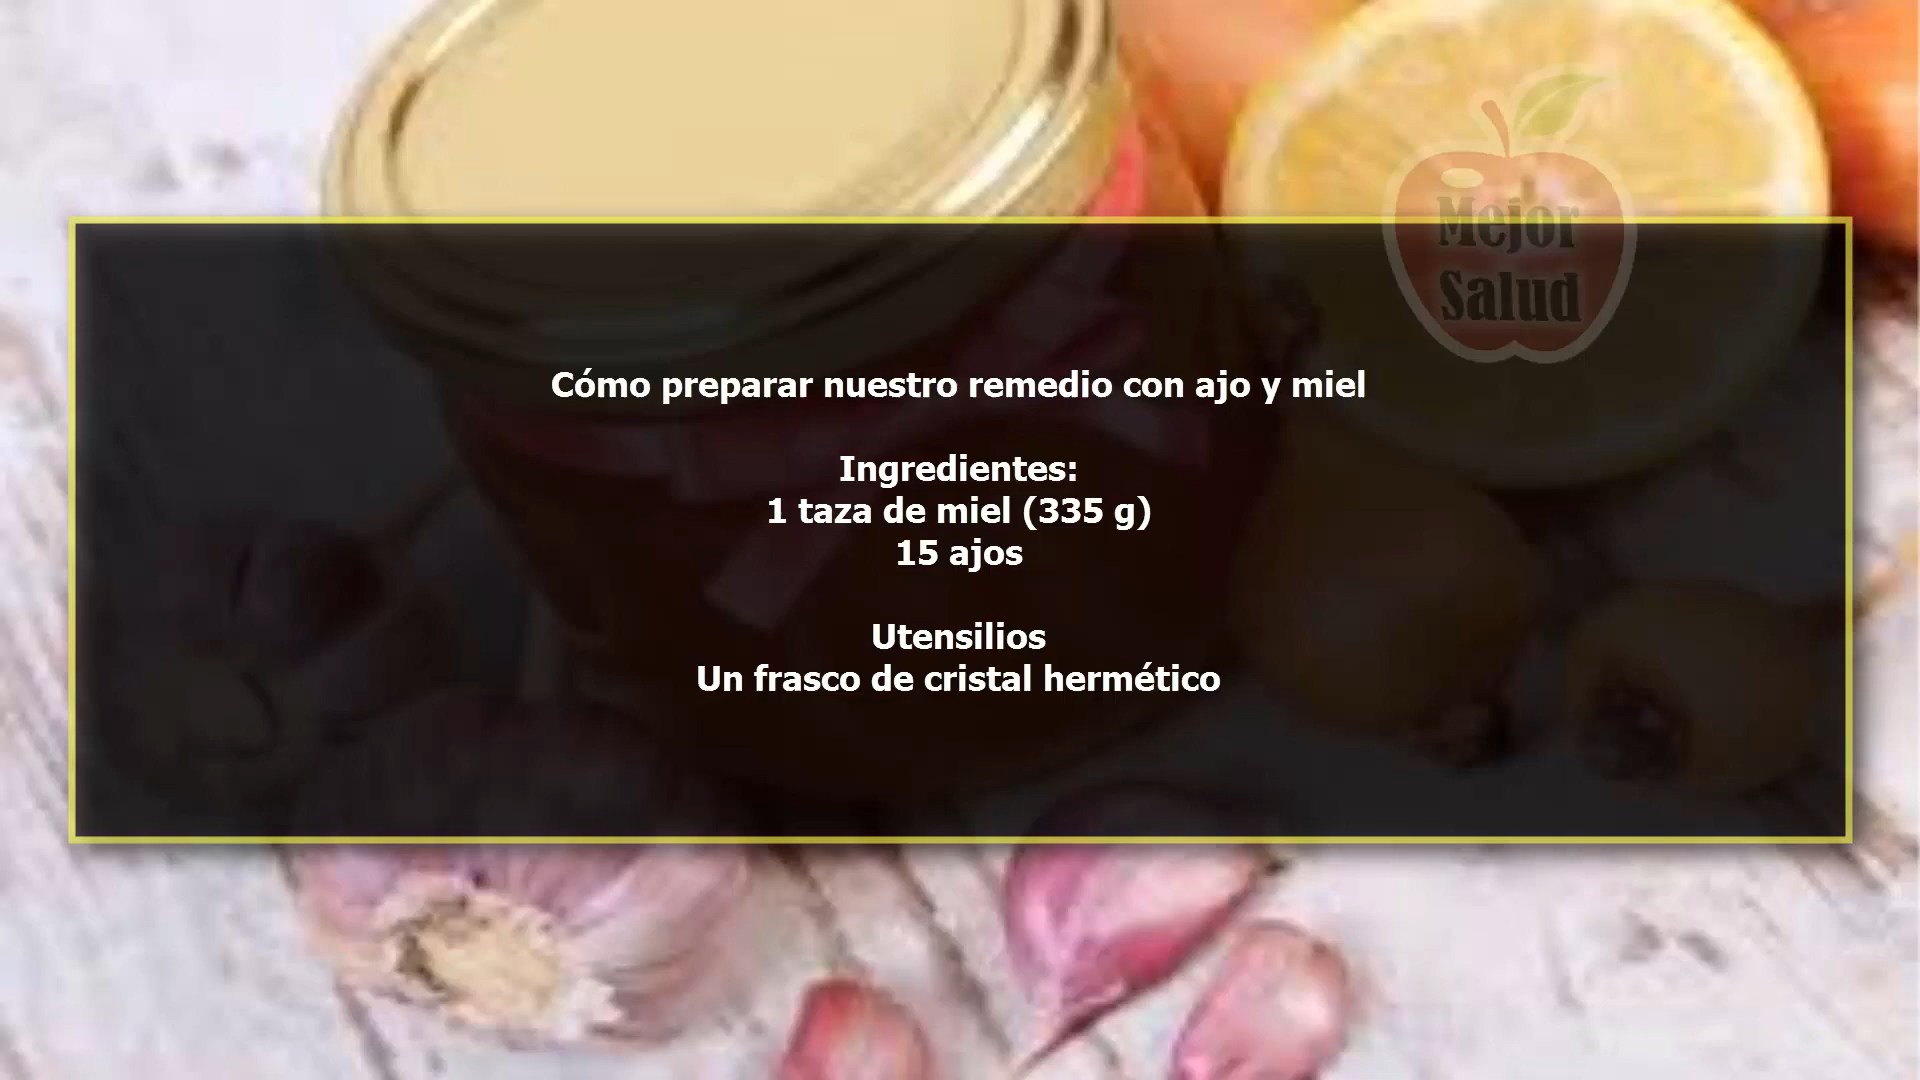 Mejor
Salud
Cómo preparar nuestro remedio con ajo y miel
Ingredientes:
1 taza de miel (335 g)
15 ajos
Utensilios
Un frasco de cristal hermético